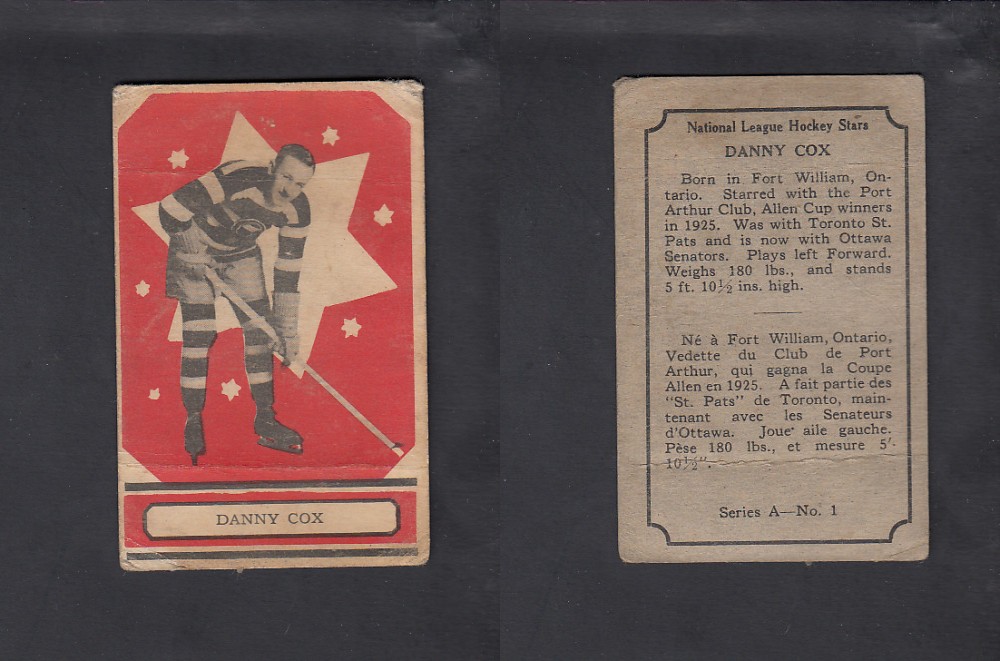 DANNY COX
National League Hockey Stars
DANNY COX
Born in Fort William, On-
tario. Starred with the Port
Arthur Club, Allen Cup winners
in 1925. Was with Toronto St.
Pats and is now with Ottawa
Senators. Plays left Forward.
Weighs 180 lbs., and stands
5 ft. 10½ ins. high.
Né à Fort William, Ontario,
Vedette du Club de Port
Arthur, qui gagna la Coupe
Allen en 1925. A fait partie des
"St. Pats" de Toronto, main-
tenant avec les Senateurs
d'Ottawa. Joue aile gauche.
Pèse 180 lbs., et mesure 5'
10½".
Series A—No. 1